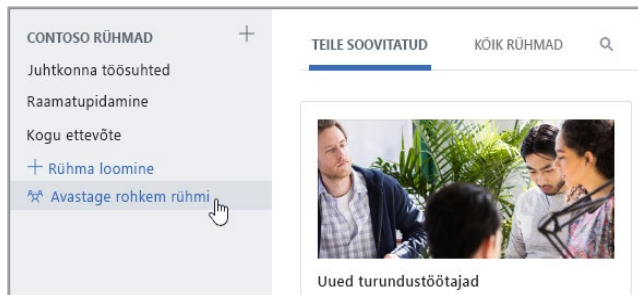 CONTOSO RÜHMAD
Juhtkonna töösuhted
Raamatupidamine
Kogu ettevõte
+ Rühma loomine
Avastage rohkem rühmi
TEILE SOOVITATUD KÕIK RÜHMAD
Uued turundustöötajad